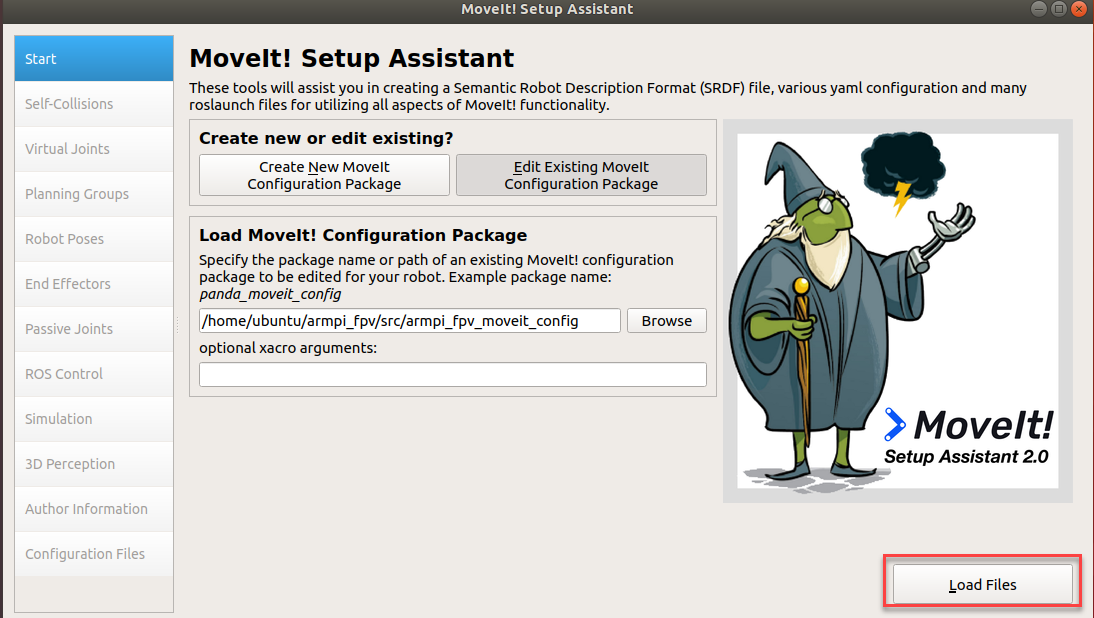 MoveIt! Setup Assistant
Start
Self-Collisions
Virtual Joints
Planning Groups
Robot Poses
End Effectors
Passive Joints
ROS Control
Simulation
3D Perception
Author Information
Configuration Files
MoveIt! Setup Assistant
These tools will assist you in creating a Semantic Robot Description Format (SRDF) file, various yaml configuration and many
roslaunch files for utilizing all aspects of MoveIt! functionality.
Create new or edit existing?
Create New MoveIt
Configuration Package
Edit Existing MoveIt
Configuration Package
Load MoveIt! Configuration Package
Specify the package name or path of an existing MoveIt! configuration
package to be edited for your robot. Example package name:
panda_moveit_config
/home/ubuntu/armpi_fpv/src/armpi_fpv_moveit_config
Browse
optional xacro arguments:
MoveIt!
Setup Assistant 2.0
Load Files